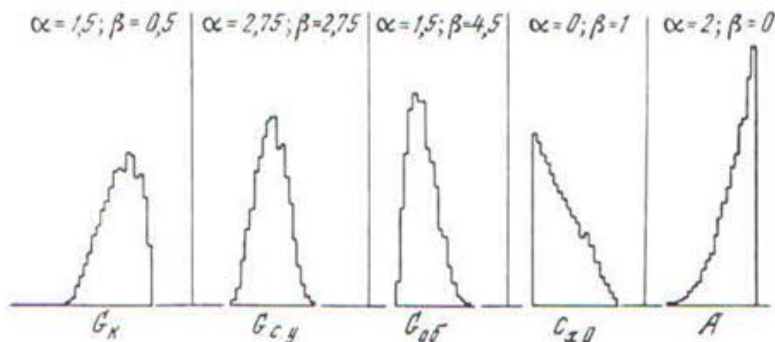 α=1,5; β=0,5 α=2,75; β=2,75 α=1,5; β=4,5 α=0; β=1 α=2; β=0
Gк Gс.у Gоб Cx0 A